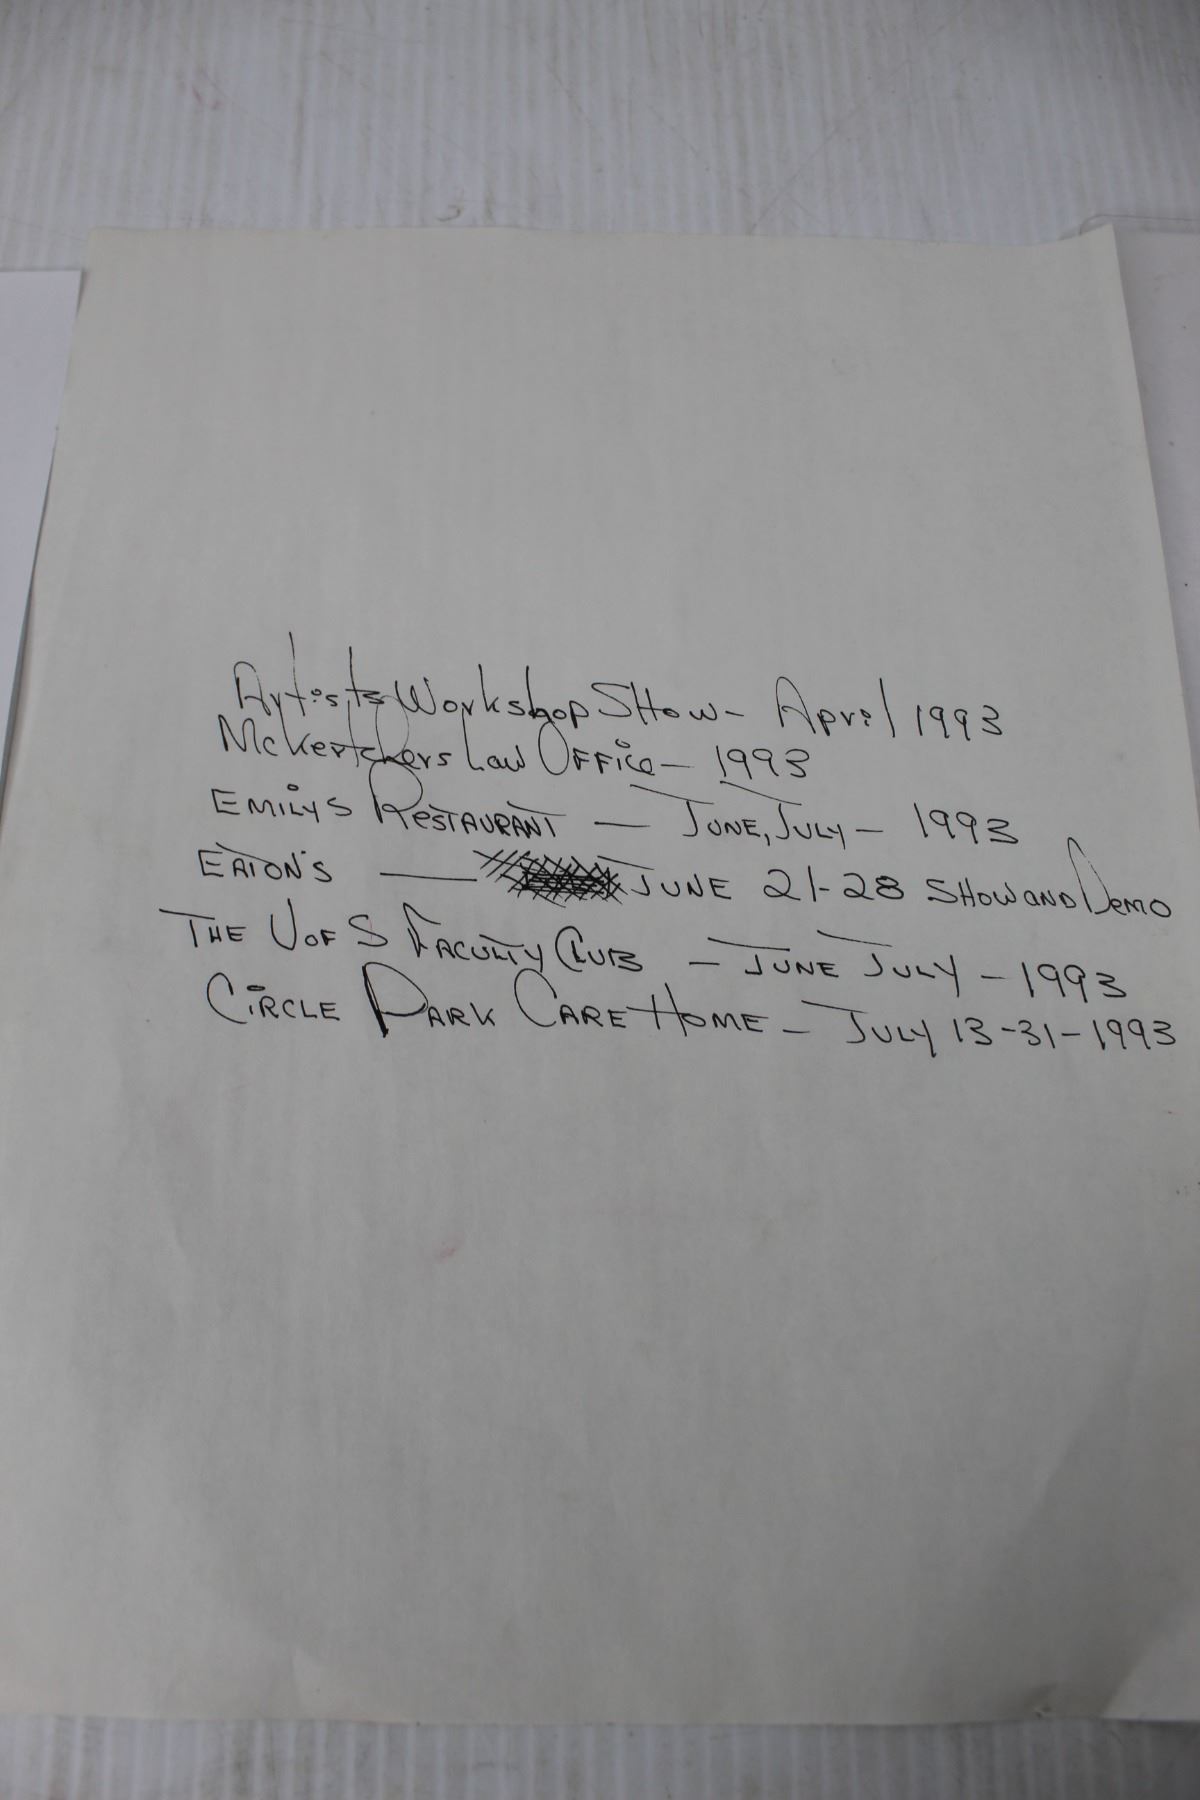 Artists Workshop Show - April 1993
McKertchers Law Office - 1993
EMILYS RESTAURANT — JUNE, JULY - 1993
EATON'S — JUNE 21-28 SHOW AND DEMO
THE U OF S FACULTY CLUB - JUNE JULY - 1993
CIRCLE PARK CARE HOME - JULY 13-31-1993